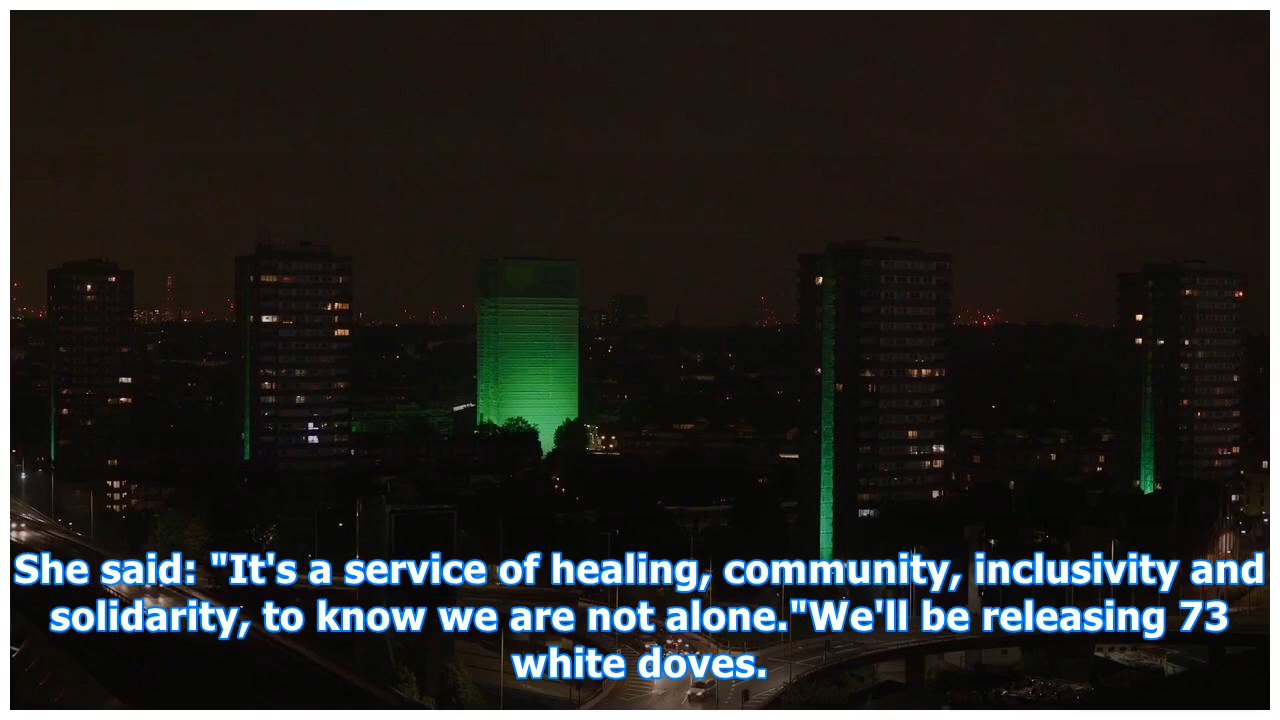 She said: "It's a service of healing, community, inclusivity and
solidarity, to know we are not alone."We'll be releasing 73
white doves.